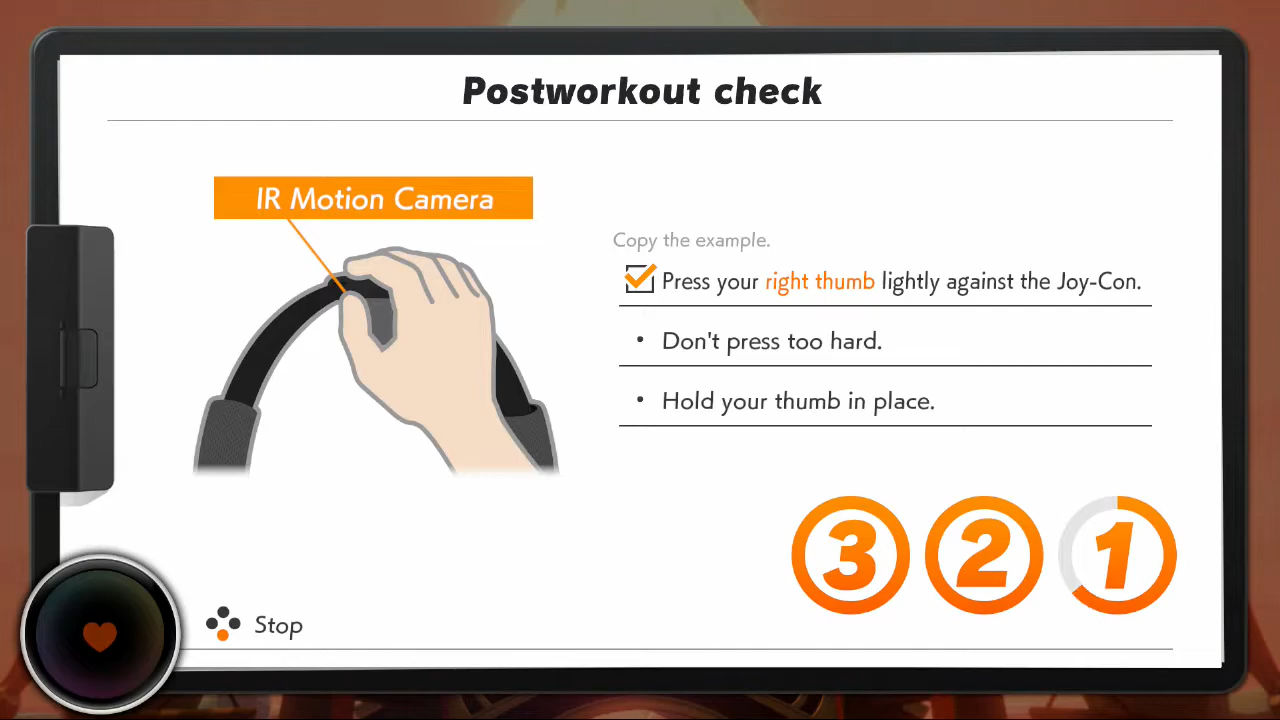 Postworkout check
IR Motion Camera
Copy the example.
Press your right thumb lightly against the Joy-Con.
• Don't press too hard.
• Hold your thumb in place.
3 2 1
Stop